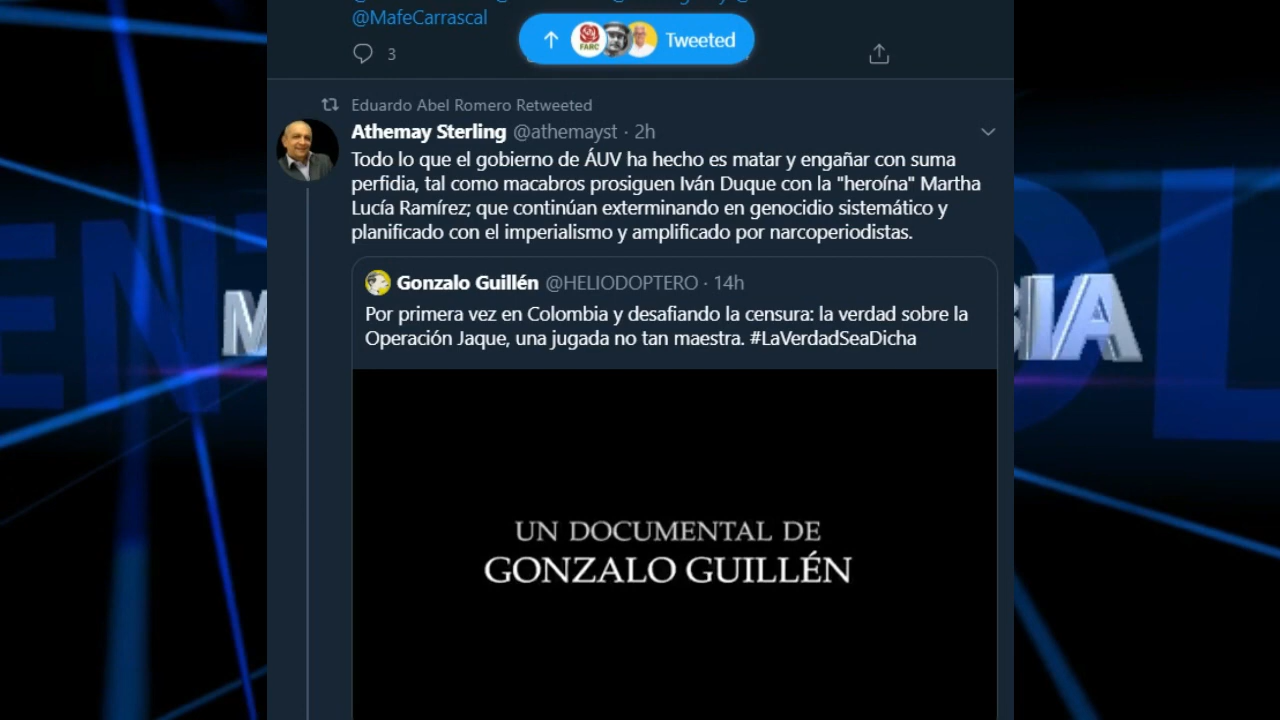 @MafeCarrascal
FARC
Tweeted
3
Eduardo Abel Romero Retweeted
Athemay Sterling @athemayst · 2h
Todo lo que el gobierno de ÁUV ha hecho es matar y engañar con suma
perfidia, tal como macabros prosiguen Iván Duque con la "heroína" Martha
Lucía Ramírez; que continúan exterminando en genocidio sistemático y
planificado con el imperialismo y amplificado por narcoperiodistas.
Gonzalo Guillén @HELIODOPTERO · 14h
Por primera vez en Colombia y desafiando la censura: la verdad sobre la
Operación Jaque, una jugada no tan maestra. #LaVerdadSeaDicha
UN DOCUMENTAL DE
GONZALO GUILLÉN